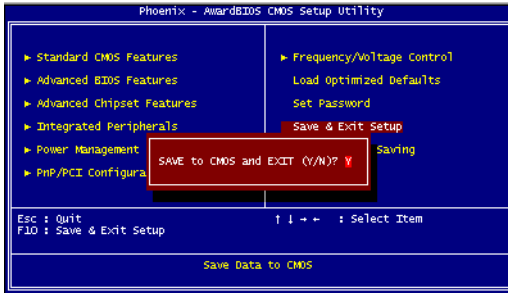 Phoenix - AwardBIOS CMOS Setup Utility
► Standard CMOS Features
► Advanced BIOS Features
► Advanced Chipset Features
► Integrated Peripherals
► Power Management
► PnP/PCI Configura
► Frequency/Voltage Control
Load Optimized Defaults
Set Password
Save & Exit Setup
Saving
SAVE to CMOS and EXIT (Y/N)? Y
Esc : Quit
F10 : Save & Exit Setup
↑ ↓ → ← : Select Item
Save Data to CMOS